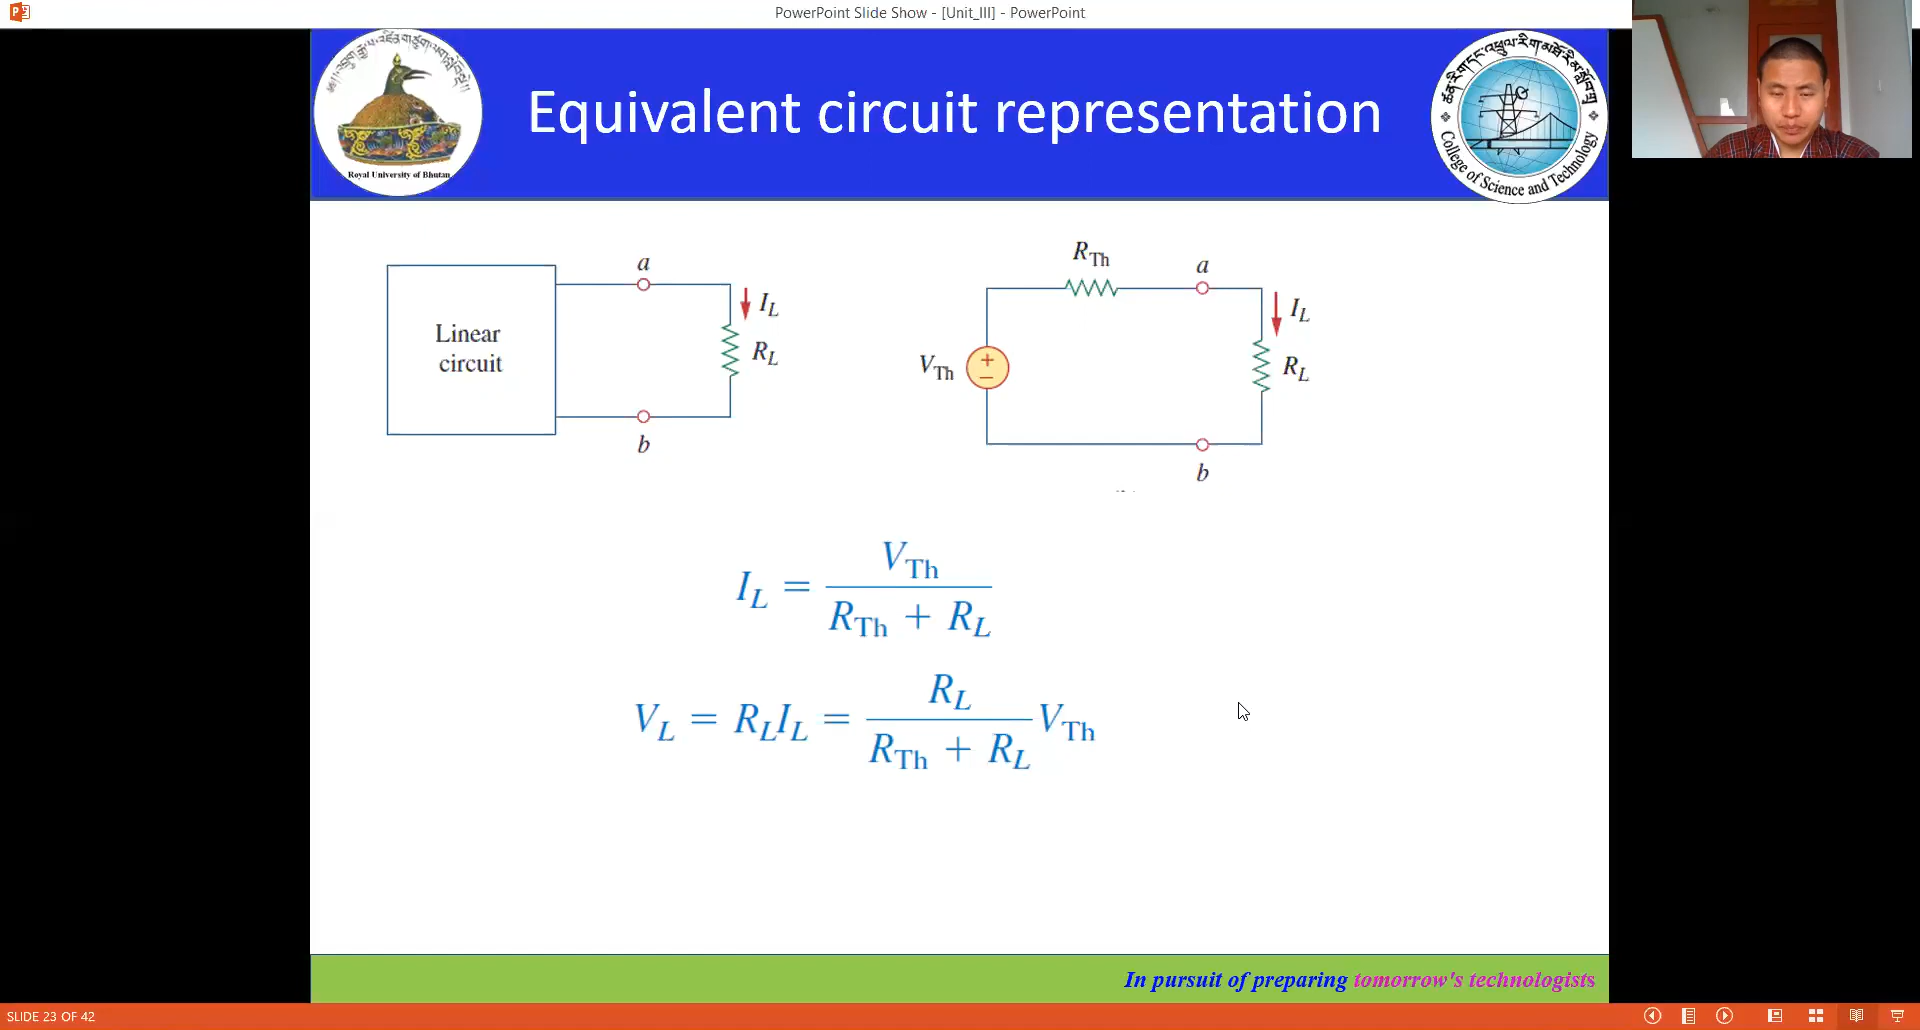 PowerPoint Slide Show - [Unit_III] - PowerPoint
Royal University of Bhutan
Equivalent circuit representation
College of Science and Technology
Linear
circuit
a
I_L
R_L
b
R_Th
a
V_Th
+
−
I_L
R_L
b
I_L = V_Th / (R_Th + R_L)
V_L = R_L I_L = R_L / (R_Th + R_L) V_Th
In pursuit of preparing tomorrow's technologists
SLIDE 23 OF 42